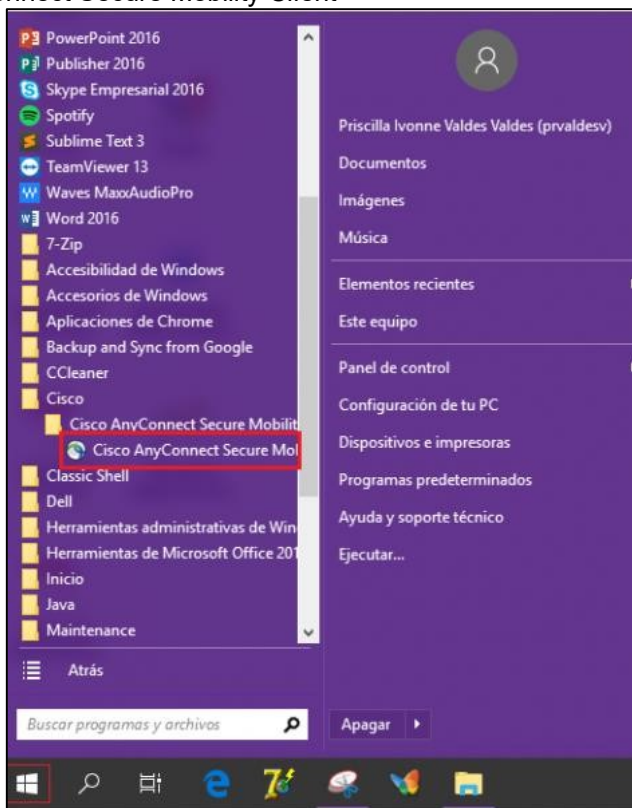 PowerPoint 2016
Publisher 2016
Skype Empresarial 2016
Spotify
Sublime Text 3
TeamViewer 13
Waves MaxxAudioPro
Word 2016
7-Zip
Accesibilidad de Windows
Accesorios de Windows
Aplicaciones de Chrome
Backup and Sync from Google
CCleaner
Cisco
Cisco AnyConnect Secure Mobilit
Cisco AnyConnect Secure Mol
Classic Shell
Dell
Herramientas administrativas de Win
Herramientas de Microsoft Office 201
Inicio
Java
Maintenance
Atrás
Buscar programas y archivos
Priscilla Ivonne Valdes Valdes (prvaldesv)
Documentos
Imágenes
Música
Elementos recientes
Este equipo
Panel de control
Configuración de tu PC
Dispositivos e impresoras
Programas predeterminados
Ayuda y soporte técnico
Ejecutar...
Apagar